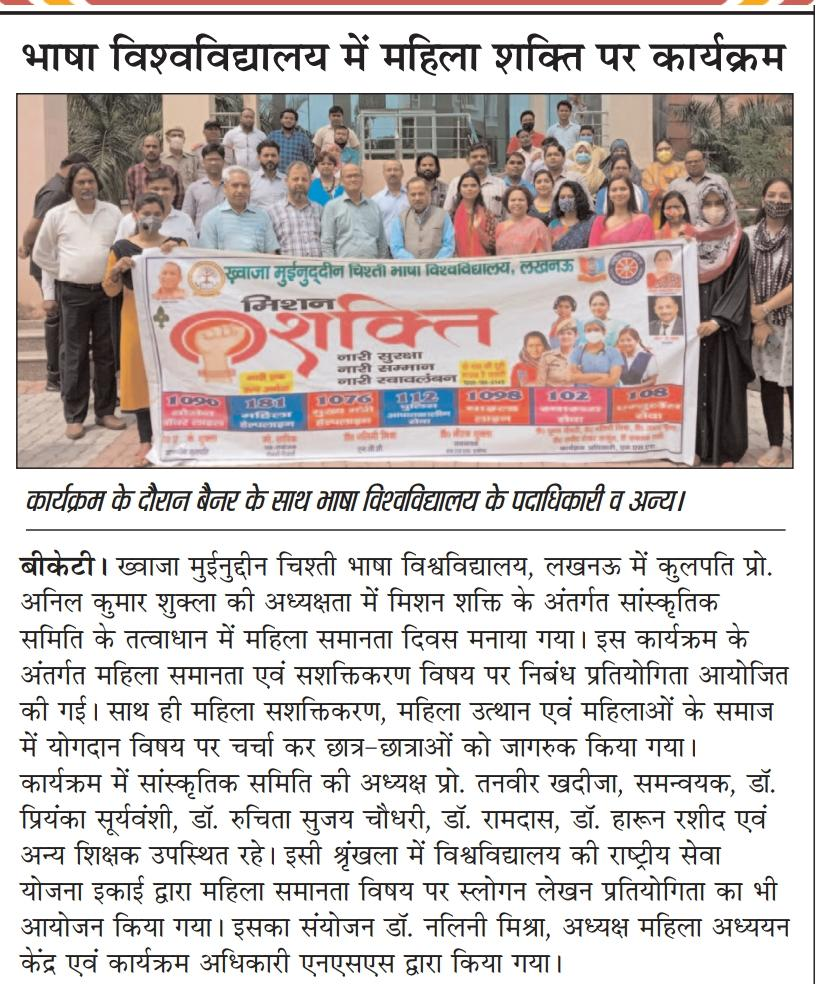 भाषा विश्वविद्यालय में महिला शक्ति पर कार्यक्रम
ख़्वाजा मुईनुद्दीन चिश्ती भाषा विश्वविद्यालय, लखनऊ
मिशन
शक्ति
नारी सुरक्षा
नारी सम्मान
नारी स्वावलंबन
1090 181 1076 112 1098 102 108
महिला
हेल्पलाइन
पुलिस
आपातकालीन
सेवा
कार्यक्रम के दौरान बैनर के साथ भाषा विश्वविद्यालय के पदाधिकारी व अन्य।
बीकेटी। ख्वाजा मुईनुद्दीन चिश्ती भाषा विश्वविद्यालय, लखनऊ में कुलपति प्रो.
अनिल कुमार शुक्ला की अध्यक्षता में मिशन शक्ति के अंतर्गत सांस्कृतिक
समिति के तत्वाधान में महिला समानता दिवस मनाया गया। इस कार्यक्रम के
अंतर्गत महिला समानता एवं सशक्तिकरण विषय पर निबंध प्रतियोगिता आयोजित
की गई। साथ ही महिला सशक्तिकरण, महिला उत्थान एवं महिलाओं के समाज
में योगदान विषय पर चर्चा कर छात्र-छात्राओं को जागरुक किया गया।
कार्यक्रम में सांस्कृतिक समिति की अध्यक्ष प्रो. तनवीर खदीजा, समन्वयक, डॉ.
प्रियंका सूर्यवंशी, डॉ. रुचिता सुजय चौधरी, डॉ. रामदास, डॉ. हारून रशीद एवं
अन्य शिक्षक उपस्थित रहे। इसी श्रृंखला में विश्वविद्यालय की राष्ट्रीय सेवा
योजना इकाई द्वारा महिला समानता विषय पर स्लोगन लेखन प्रतियोगिता का भी
आयोजन किया गया। इसका संयोजन डॉ. नलिनी मिश्रा, अध्यक्ष महिला अध्ययन
केंद्र एवं कार्यक्रम अधिकारी एनएसएस द्वारा किया गया।